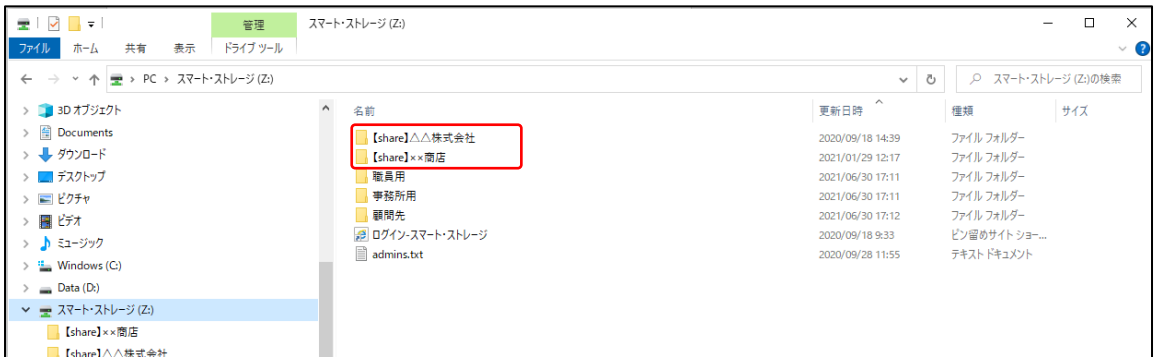 管理 スマート・ストレージ (Z:)
ファイル ホーム 共有 表示 ドライブ ツール
PC › スマート・ストレージ (Z:) スマート・ストレージ (Z:)の検索
3D オブジェクト
Documents
ダウンロード
デスクトップ
ピクチャ
ビデオ
ミュージック
Windows (C:)
Data (D:)
スマート・ストレージ (Z:)
【share】××商店
【share】△△株式会社
名前 更新日時 種類 サイズ
【share】△△株式会社 2020/09/18 14:39 ファイル フォルダー
【share】××商店 2021/01/29 12:17 ファイル フォルダー
職員用 2021/06/30 17:11 ファイル フォルダー
事務所用 2021/06/30 17:11 ファイル フォルダー
顧問先 2021/06/30 17:12 ファイル フォルダー
ログイン-スマート・ストレージ 2020/09/18 9:33 ピン留めサイト ショー...
admins.txt 2020/09/28 11:55 テキスト ドキュメント